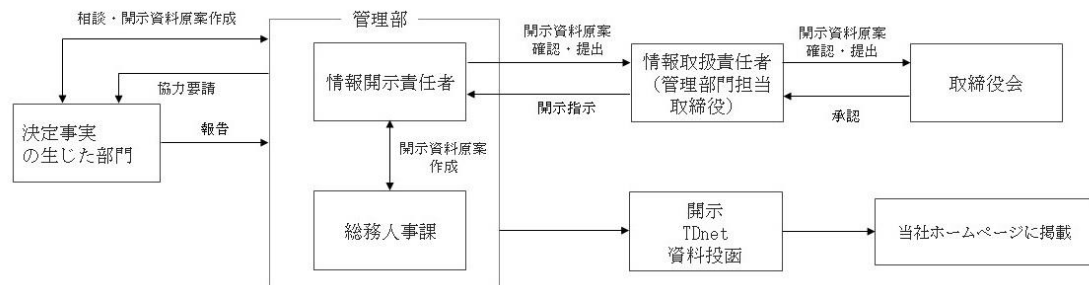 相談・開示資料原案作成
協力要請
決定事実
の生じた部門
報告
管理部
情報開示責任者
開示資料原案
作成
総務人事課
開示資料原案
確認・提出
開示指示
情報取扱責任者
（管理部門担当
取締役）
開示資料原案
確認・提出
承認
取締役会
開示
TDnet
資料投函
当社ホームページに掲載